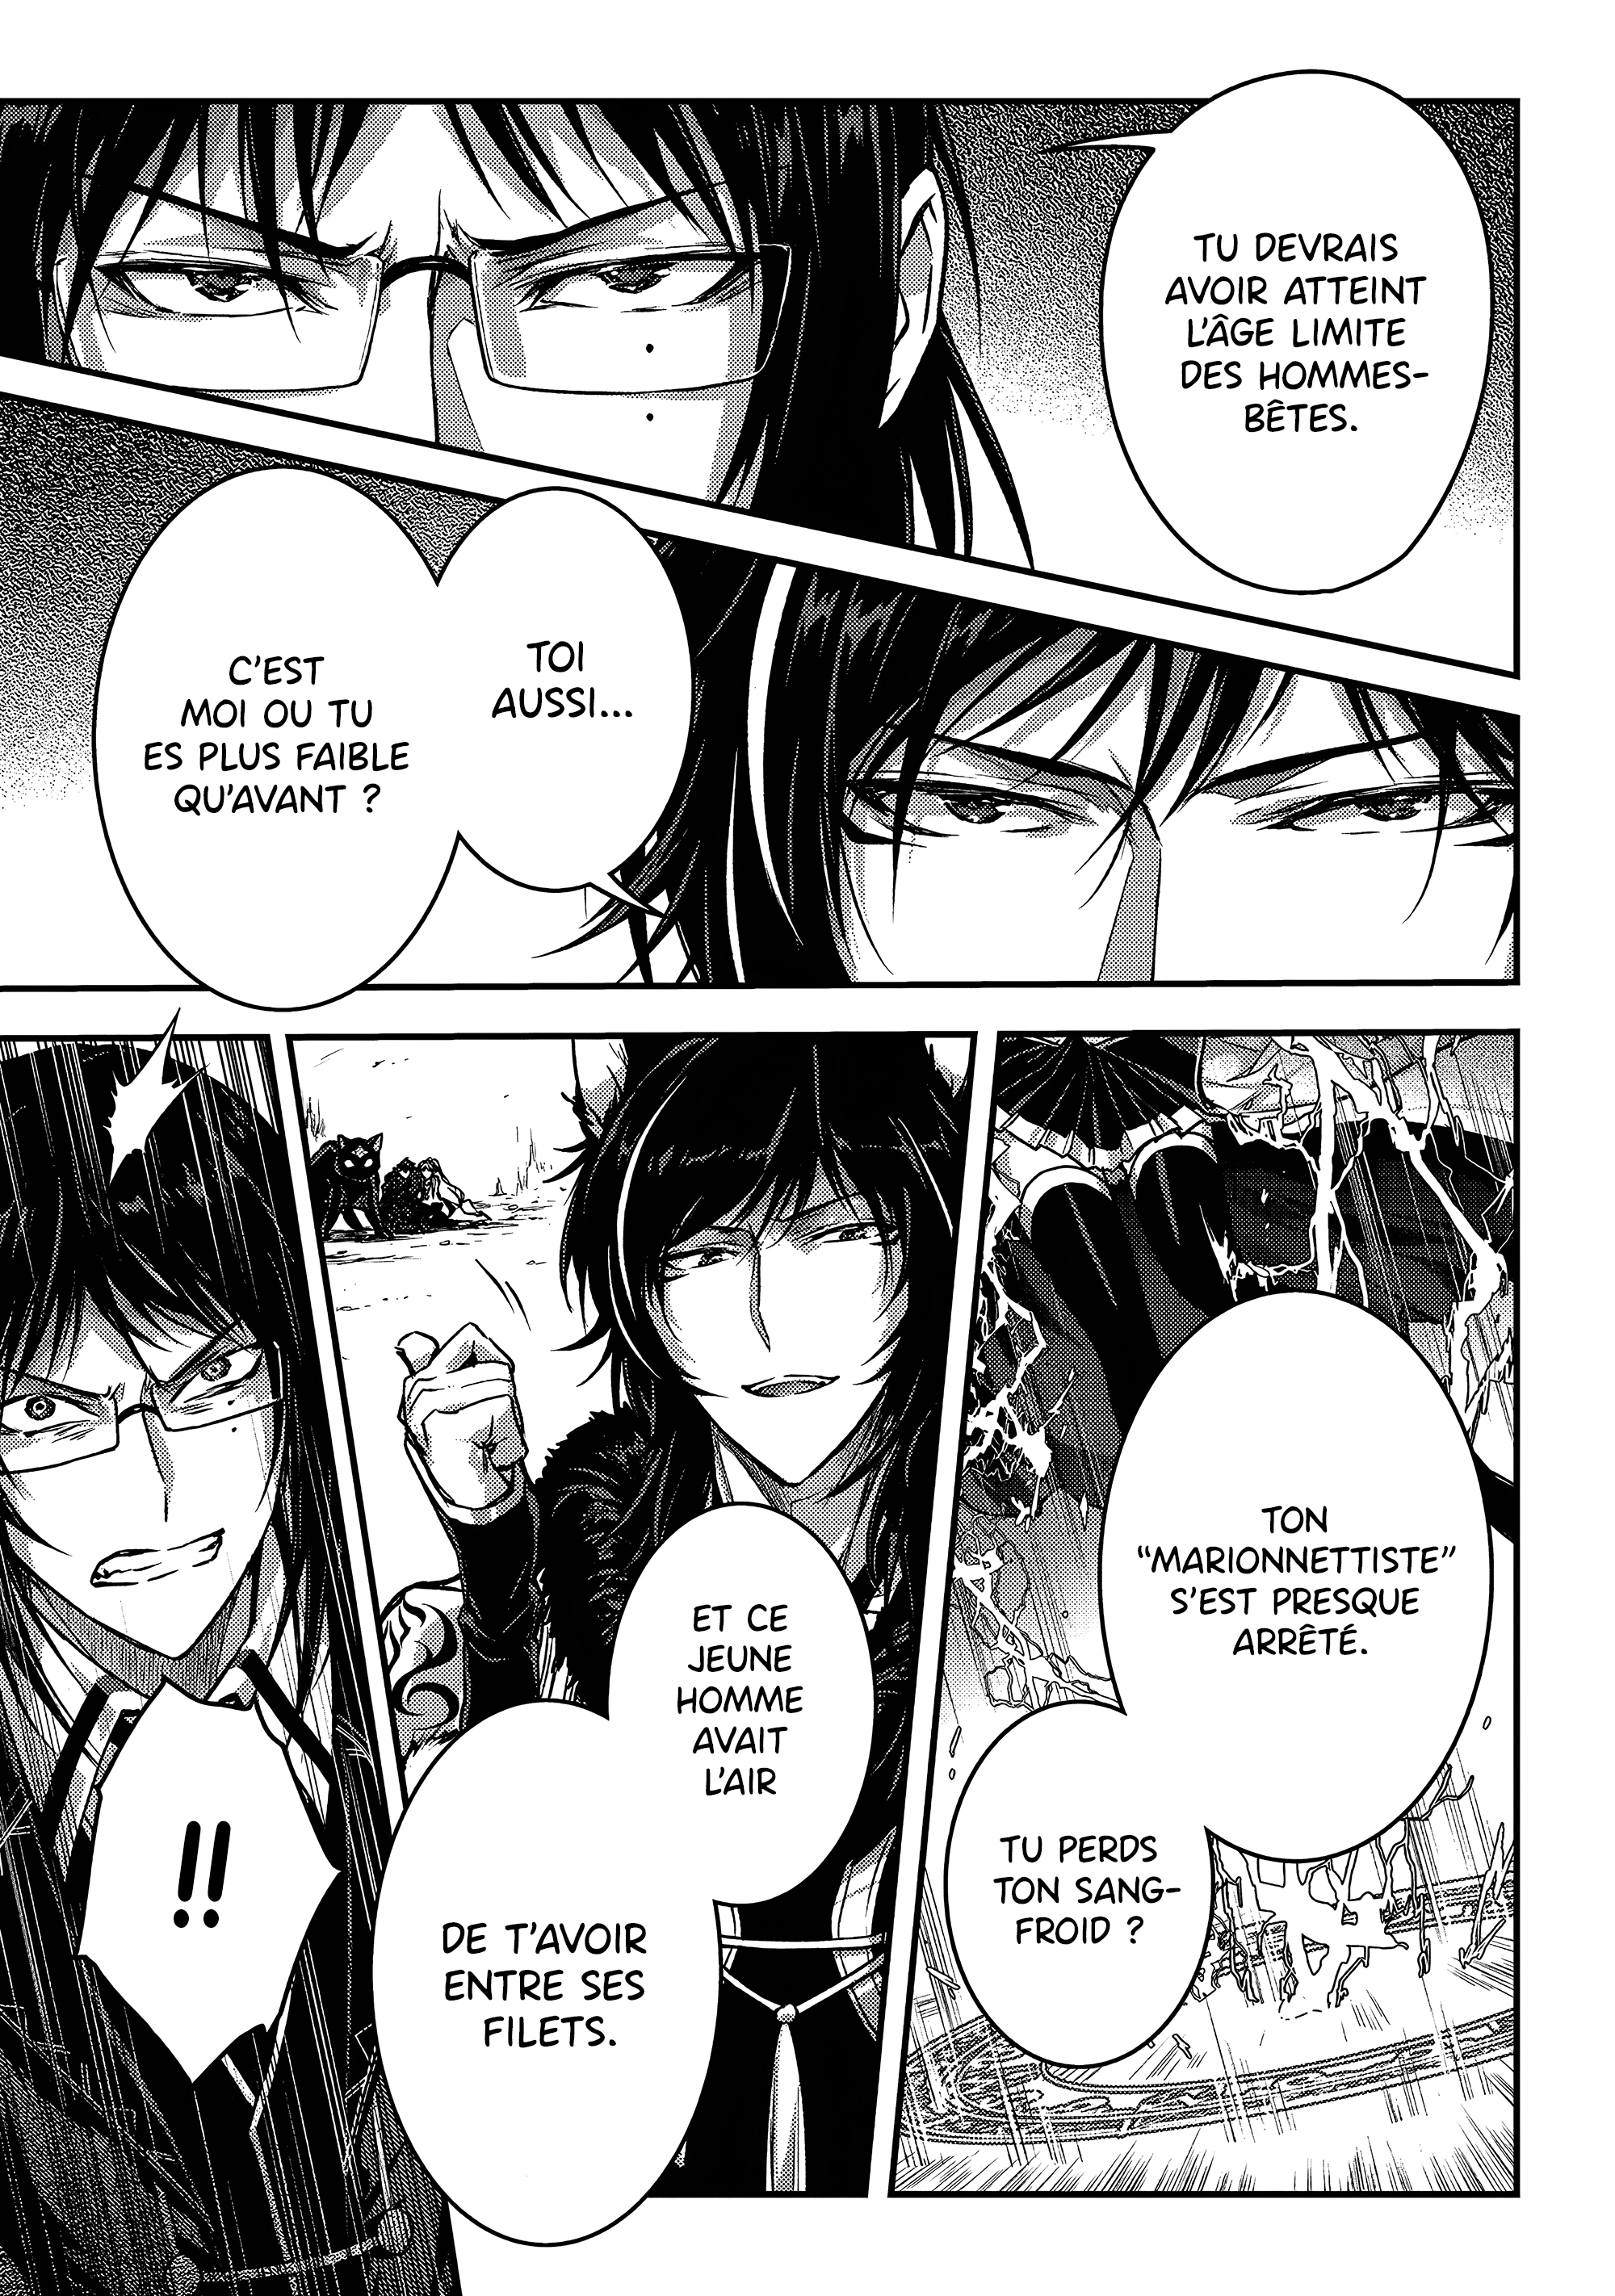 TU DEVRAIS
AVOIR ATTEINT
L'ÂGE LIMITE
DES HOMMES-
BÊTES.
TOI
AUSSI...
C'EST
MOI OU TU
ES PLUS FAIBLE
QU'AVANT ?
TON
“MARIONNETTISTE”
S'EST PRESQUE
ARRÊTÉ.
TU PERDS
TON SANG-
FROID ?
ET CE
JEUNE
HOMME
AVAIT
L'AIR
DE T'AVOIR
ENTRE SES
FILETS.
!!